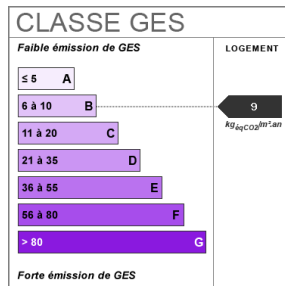 CLASSE GES
Faible émission de GES
LOGEMENT
≤ 5 A
6 à 10 B
9
kgéqCO2/m².an
11 à 20 C
21 à 35 D
36 à 55 E
56 à 80 F
> 80 G
Forte émission de GES